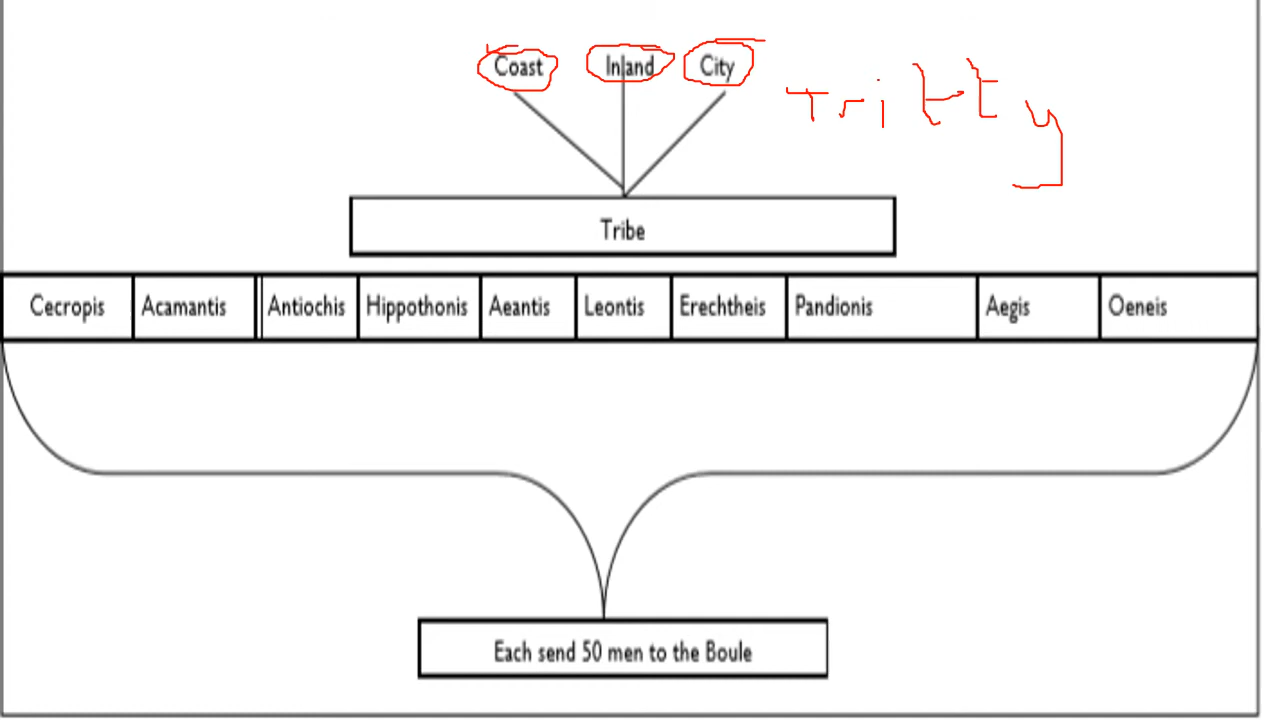 Coast Inland City Tritty
Tribe
Cecropis Acamantis Antiochis Hippothonis Aeantis Leontis Erechtheis Pandionis Aegis Oeneis
Each send 50 men to the Boule